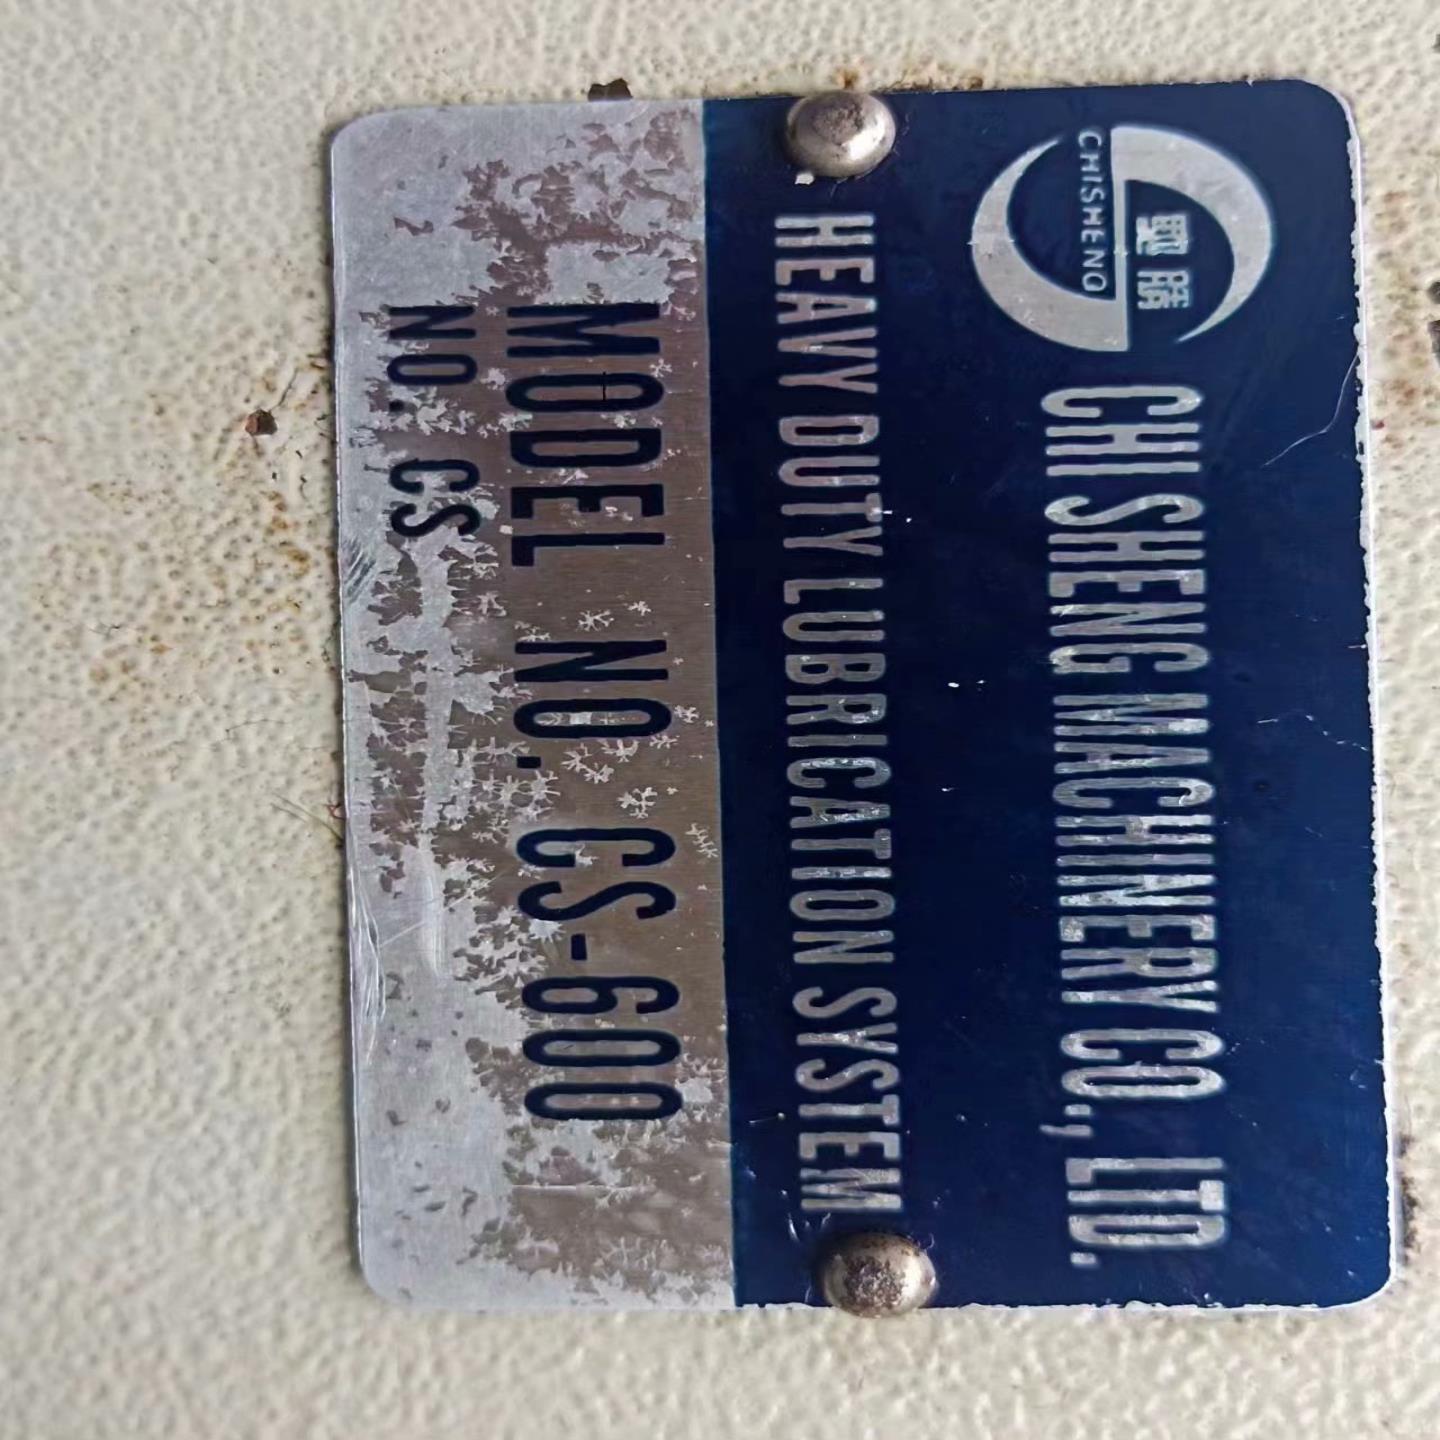 CHISHENG
CHI SHENG MACHINERY CO., LTD.
HEAVY DUTY LUBRICATION SYSTEM
MODEL NO. CS-600
NO. CS